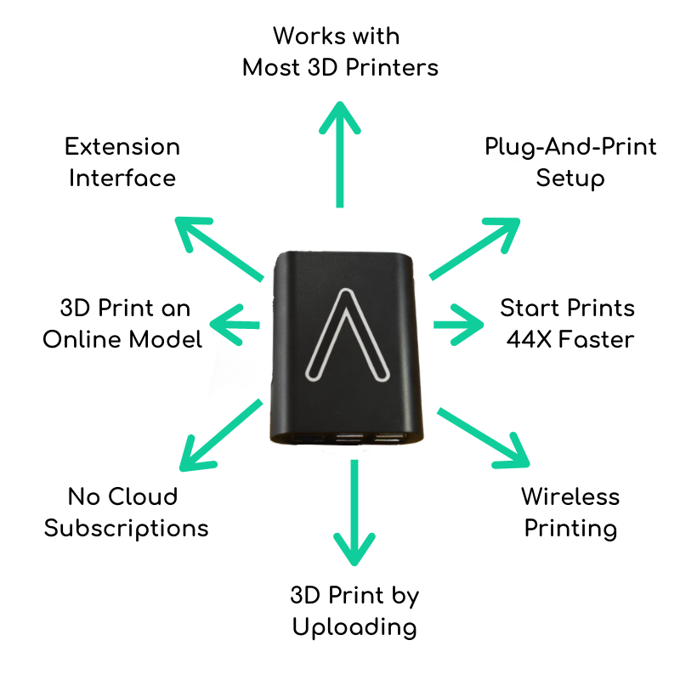 Works with
Most 3D Printers
Extension
Interface
Plug-And-Print
Setup
3D Print an
Online Model
Start Prints
44X Faster
No Cloud
Subscriptions
Wireless
Printing
3D Print by
Uploading